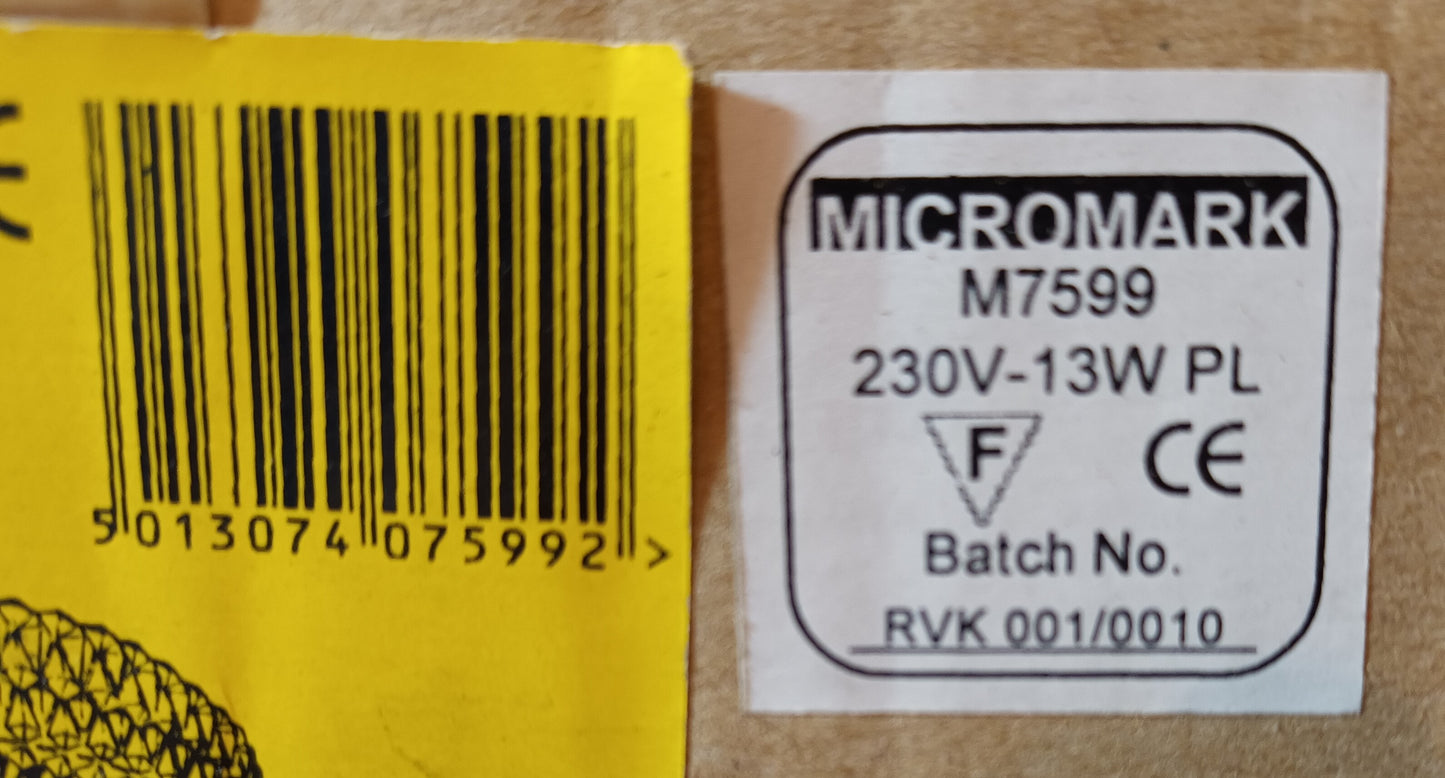 5 013074 075992 >
MICROMARK
M7599
230V-13W PL
F
CE
Batch No.
RVK 001/0010